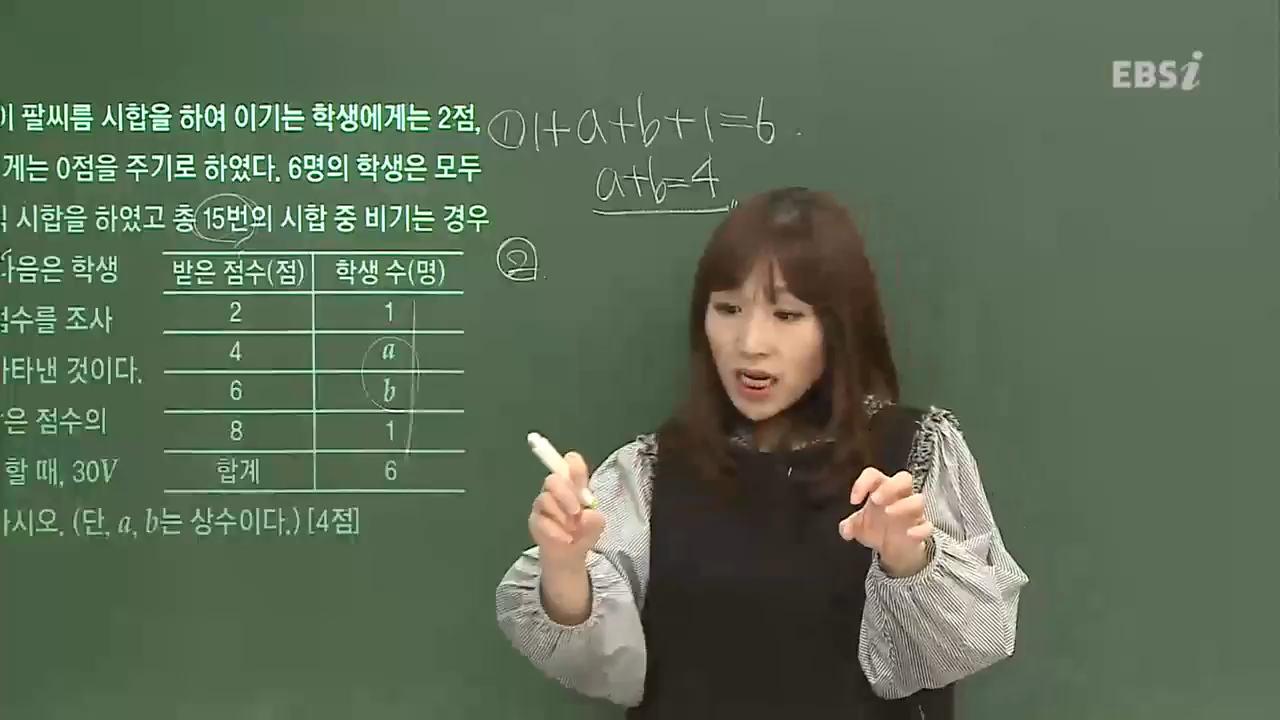 EBSi
이 팔씨름 시합을 하여 이기는 학생에게는 2점,
게는 0점을 주기로 하였다. 6명의 학생은 모두
시합을 하였고 총 15번의 시합 중 비기는 경우
다음은 학생
점수를 조사
나타낸 것이다.
은 점수의
할 때, 30V
하시오. (단, a, b는 상수이다.) [4점]
받은 점수(점) 학생 수(명)
2 1
4 a
6 b
8 1
합계 6
① 1+a+b+1=6.
a+b=4
②.